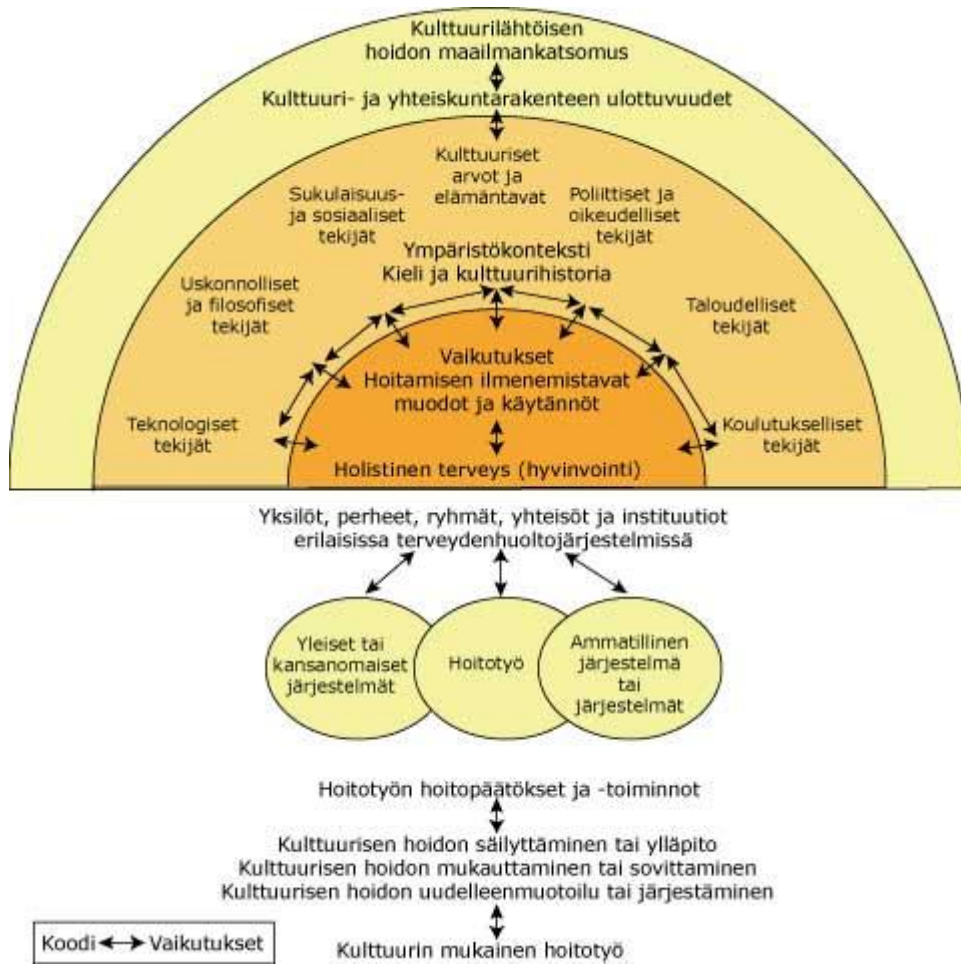 Kulttuurilähtöisen
hoidon maailmankatsomus
Kulttuuri- ja yhteiskuntarakenteen ulottuvuudet
Kulttuuriset
arvot ja
elämäntavat
Sukulaisuus-
ja sosiaaliset
tekijät
Poliittiset ja
oikeudelliset
tekijät
Ympäristökonteksti
Kieli ja kulttuurihistoria
Uskonnolliset
ja filosofiset
tekijät
Taloudelliset
tekijät
Vaikutukset
Hoitamisen ilmenemistavat
muodot ja käytännöt
Teknologiset
tekijät
Koulutukselliset
tekijät
Holistinen terveys (hyvinvointi)
Yksilöt, perheet, ryhmät, yhteisöt ja instituutiot
erilaisissa terveydenhuoltojärjestelmissä
Yleiset tai
kansanomaiset
järjestelmät
Hoitotyö
Ammatillinen
järjestelmä
tai
järjestelmät
Hoitotyön hoitopäätökset ja -toiminnot
Kulttuurisen hoidon säilyttäminen tai ylläpito
Kulttuurisen hoidon mukauttaminen tai sovittaminen
Kulttuurisen hoidon uudelleenmuotoilu tai järjestäminen
Koodi Vaikutukset
Kulttuurin mukainen hoitotyö